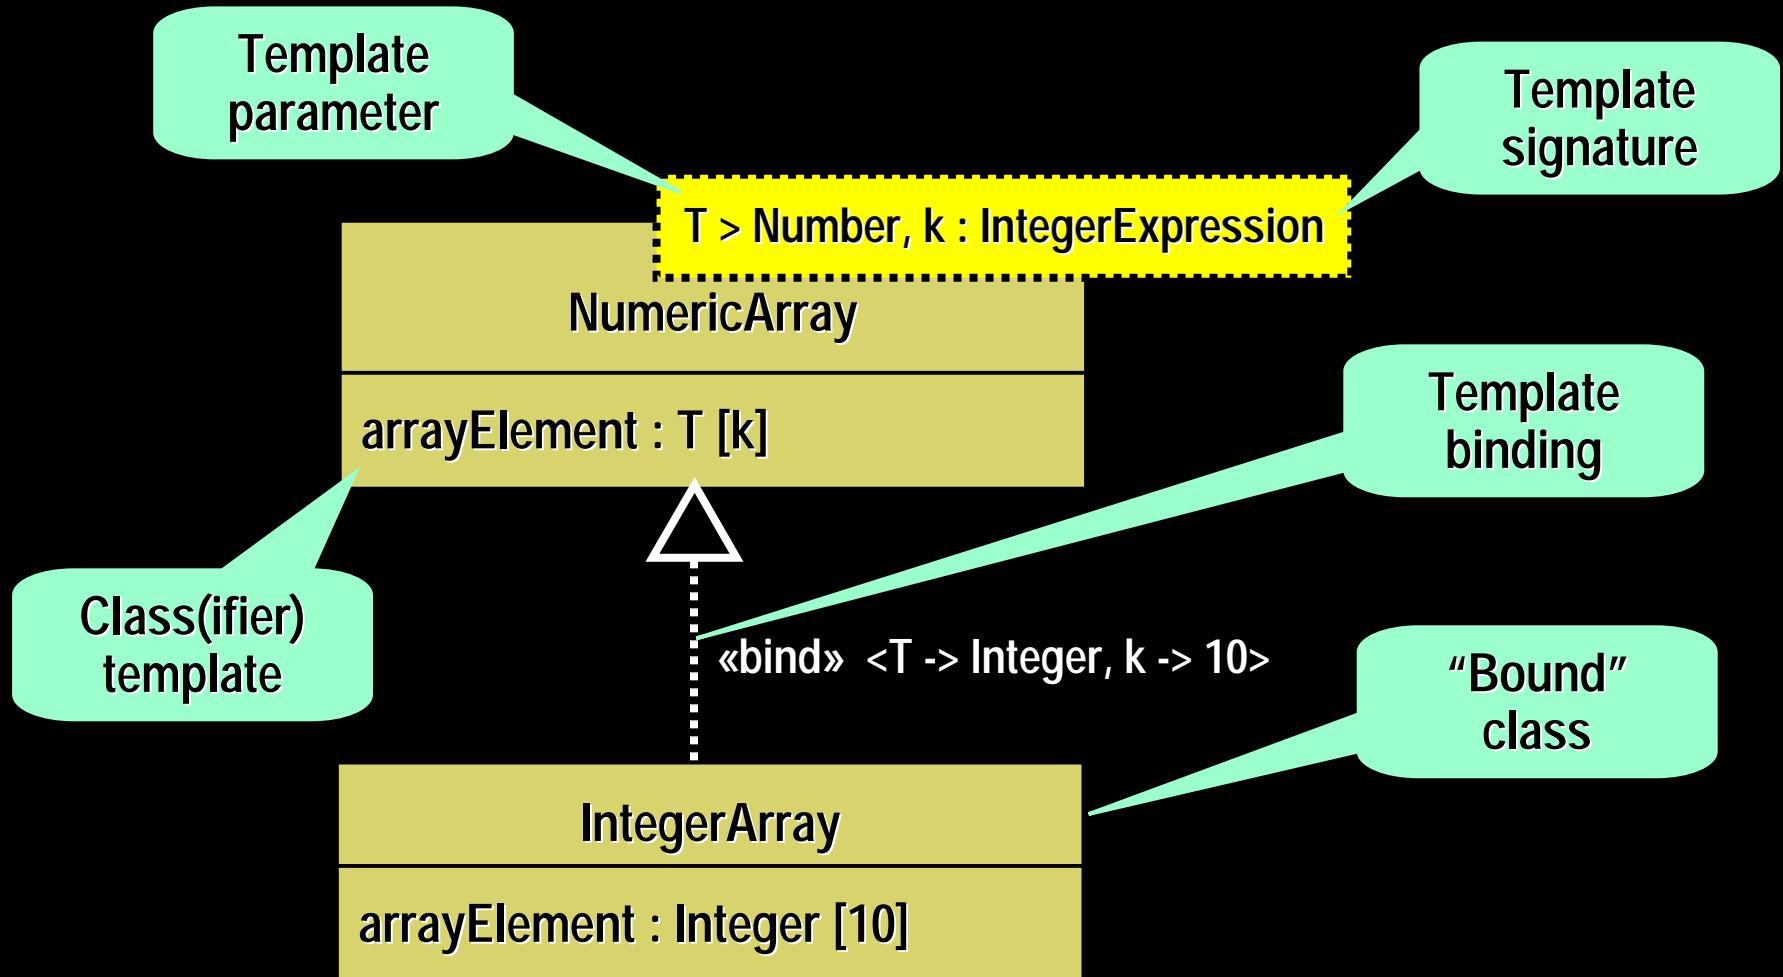 Template
parameter
Template
signature
T > Number, k : IntegerExpression
NumericArray
arrayElement : T [k]
Template
binding
Class(ifier)
template
«bind» <T -> Integer, k -> 10>
“Bound”
class
IntegerArray
arrayElement : Integer [10]